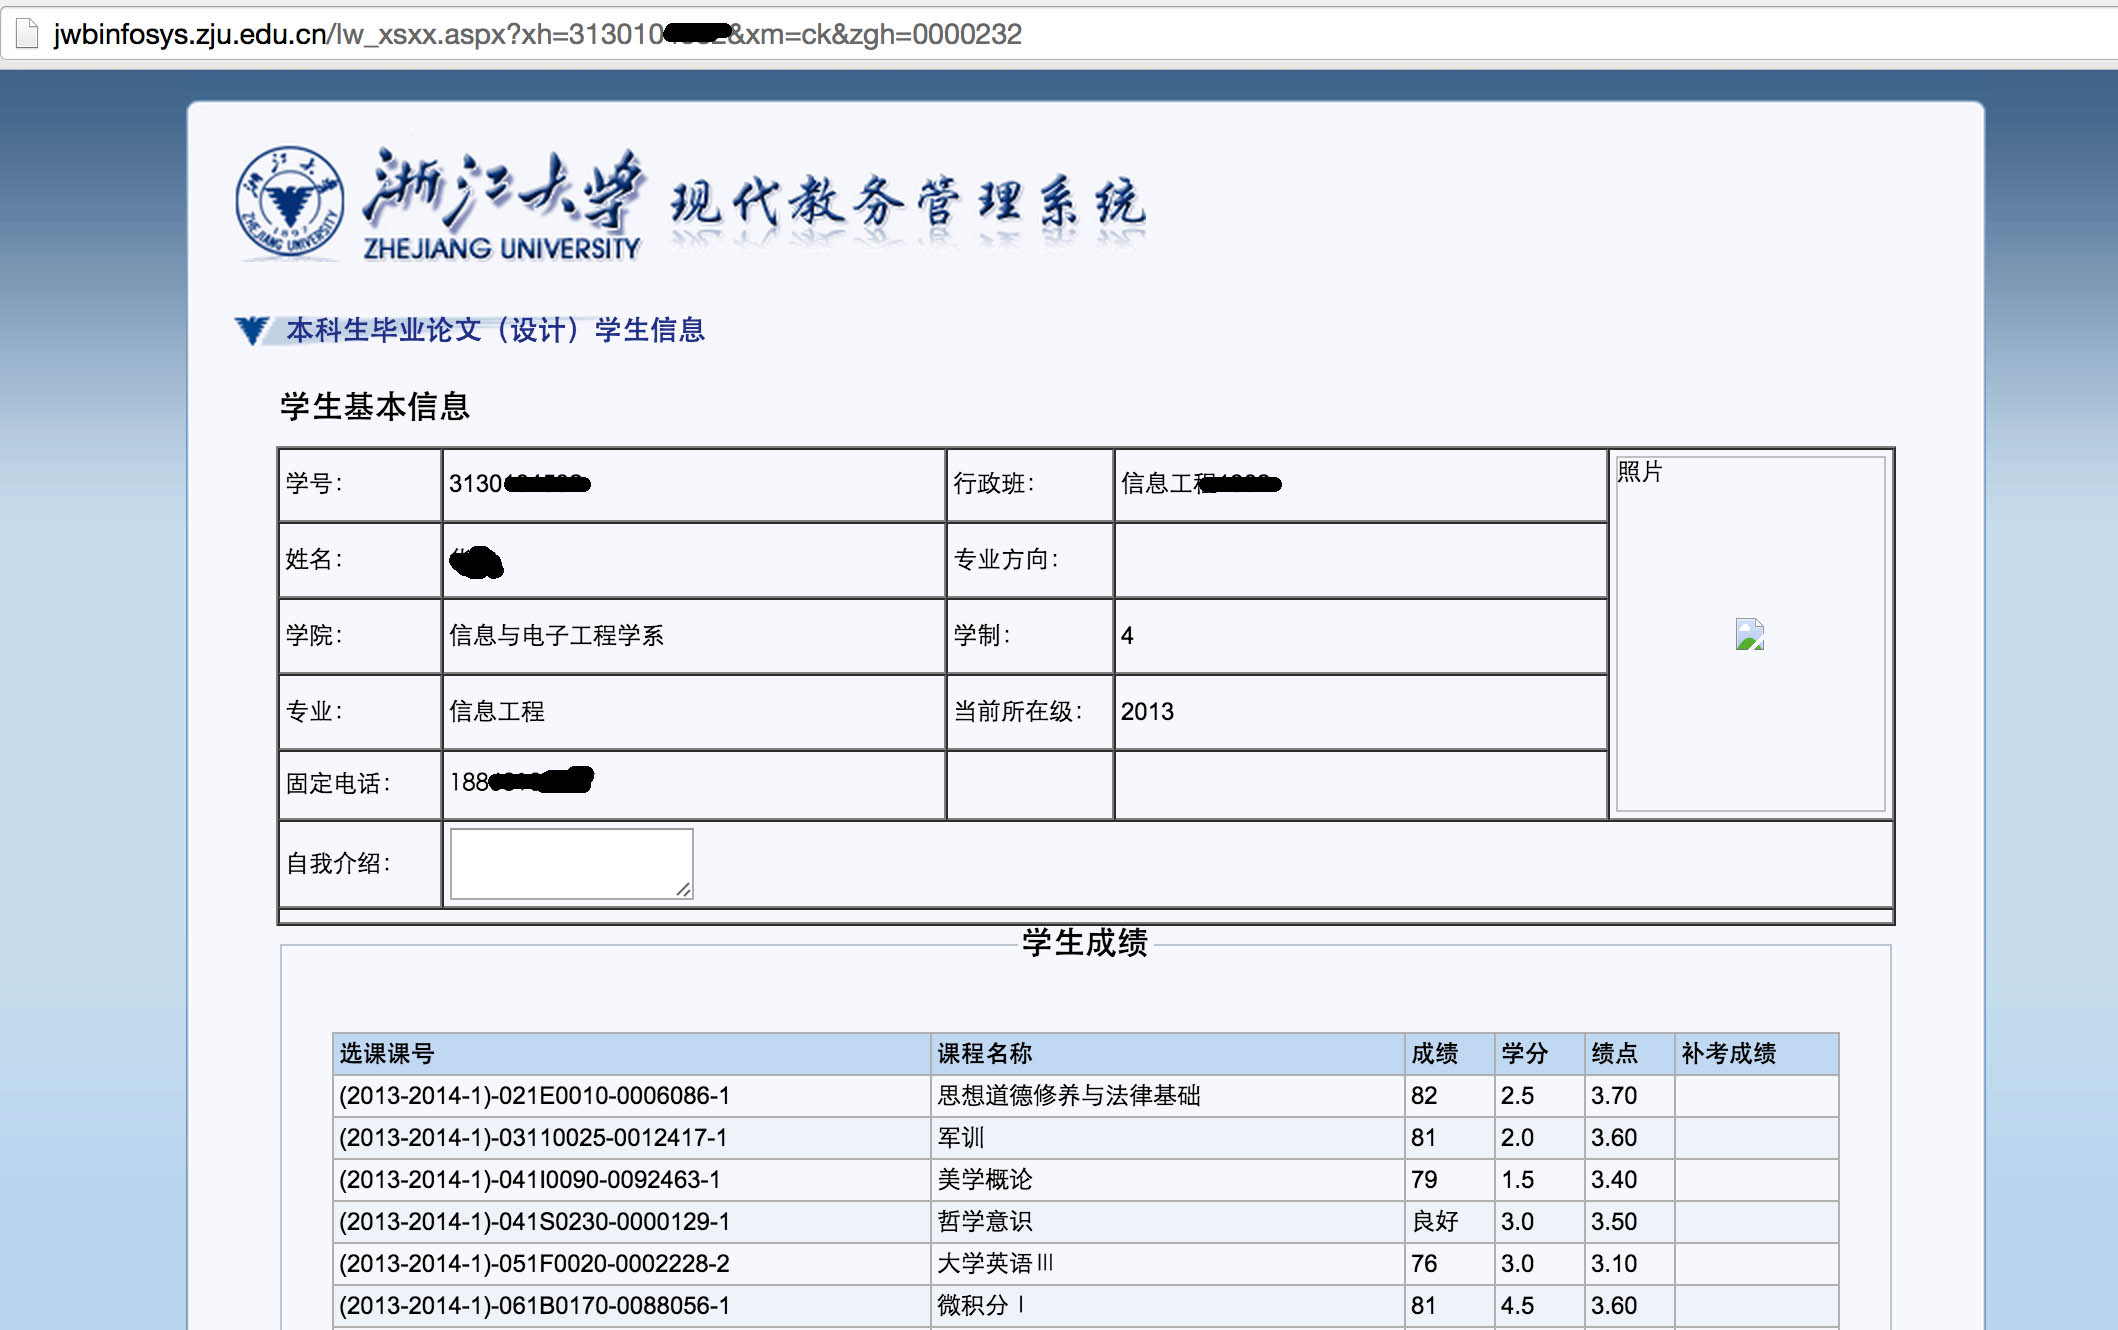 jwbinfosys.zju.edu.cn/lw_xsxx.aspx?xh=313010 &xm=ck&zgh=0000232
浙江大学 现代教务管理系统
ZHEJIANG UNIVERSITY
本科生毕业论文（设计）学生信息
学生基本信息
学号： 3130 行政班： 信息工程 照片
姓名： 专业方向：
学院： 信息与电子工程学系 学制： 4
专业： 信息工程 当前所在级： 2013
固定电话： 188
自我介绍：
学生成绩
选课课号 课程名称 成绩 学分 绩点 补考成绩
(2013-2014-1)-021E0010-0006086-1 思想道德修养与法律基础 82 2.5 3.70
(2013-2014-1)-03110025-0012417-1 军训 81 2.0 3.60
(2013-2014-1)-041I0090-0092463-1 美学概论 79 1.5 3.40
(2013-2014-1)-041S0230-0000129-1 哲学意识 良好 3.0 3.50
(2013-2014-1)-051F0020-0002228-2 大学英语Ⅲ 76 3.0 3.10
(2013-2014-1)-061B0170-0088056-1 微积分Ⅰ 81 4.5 3.60